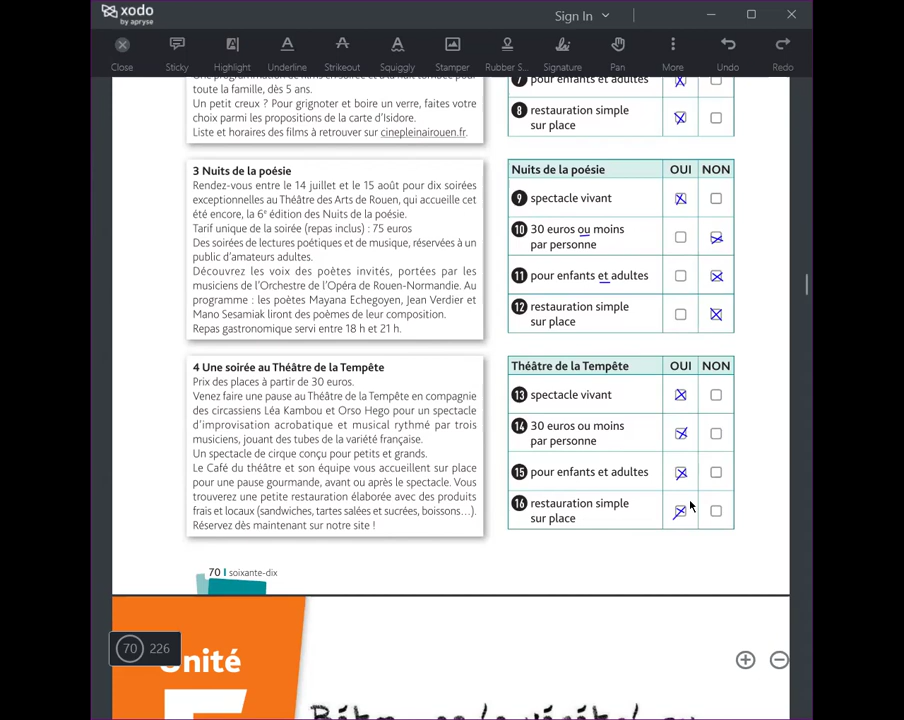 xodo
by apryse
Sign In
Close
Sticky
Highlight
Underline
Strikeout
Squiggly
Stamper
Rubber S...
Signature
Pan
More
Undo
Redo
toute la famille, dès 5 ans.
Un petit creux ? Pour grignoter et boire un verre, faites votre
choix parmi les propositions de la carte d'Isidore.
Liste et horaires des films à retrouver sur cinepleinairouen.fr.
7 pour enfants et adultes
8 restauration simple
sur place
3 Nuits de la poésie
Rendez-vous entre le 14 juillet et le 15 août pour dix soirées
exceptionnelles au Théâtre des Arts de Rouen, qui accueille cet
été encore, la 6e édition des Nuits de la poésie.
Tarif unique de la soirée (repas inclus) : 75 euros
Des soirées de lectures poétiques et de musique, réservées à un
public d'amateurs adultes.
Découvrez les voix des poètes invités, portées par les
musiciens de l'Orchestre de l'Opéra de Rouen-Normandie. Au
programme : les poètes Mayana Echegoyen, Jean Verdier et
Mano Sesamiak liront des poèmes de leur composition.
Repas gastronomique servi entre 18 h et 21 h.
Nuits de la poésie OUI NON
9 spectacle vivant
10 30 euros ou moins
par personne
11 pour enfants et adultes
12 restauration simple
sur place
4 Une soirée au Théâtre de la Tempête
Prix des places à partir de 30 euros.
Venez faire une pause au Théâtre de la Tempête en compagnie
des circassiens Léa Kambou et Orso Hego pour un spectacle
d'improvisation acrobatique et musical rythmé par trois
musiciens, jouant des tubes de la variété française.
Un spectacle de cirque conçu pour petits et grands.
Le Café du théâtre et son équipe vous accueillent sur place
pour une pause gourmande, avant ou après le spectacle. Vous
trouverez une petite restauration élaborée avec des produits
frais et locaux (sandwiches, tartes salées et sucrées, boissons...).
Réservez dès maintenant sur notre site !
Théâtre de la Tempête OUI NON
13 spectacle vivant
14 30 euros ou moins
par personne
15 pour enfants et adultes
16 restauration simple
sur place
70 | soixante-dix
70 226
Unité